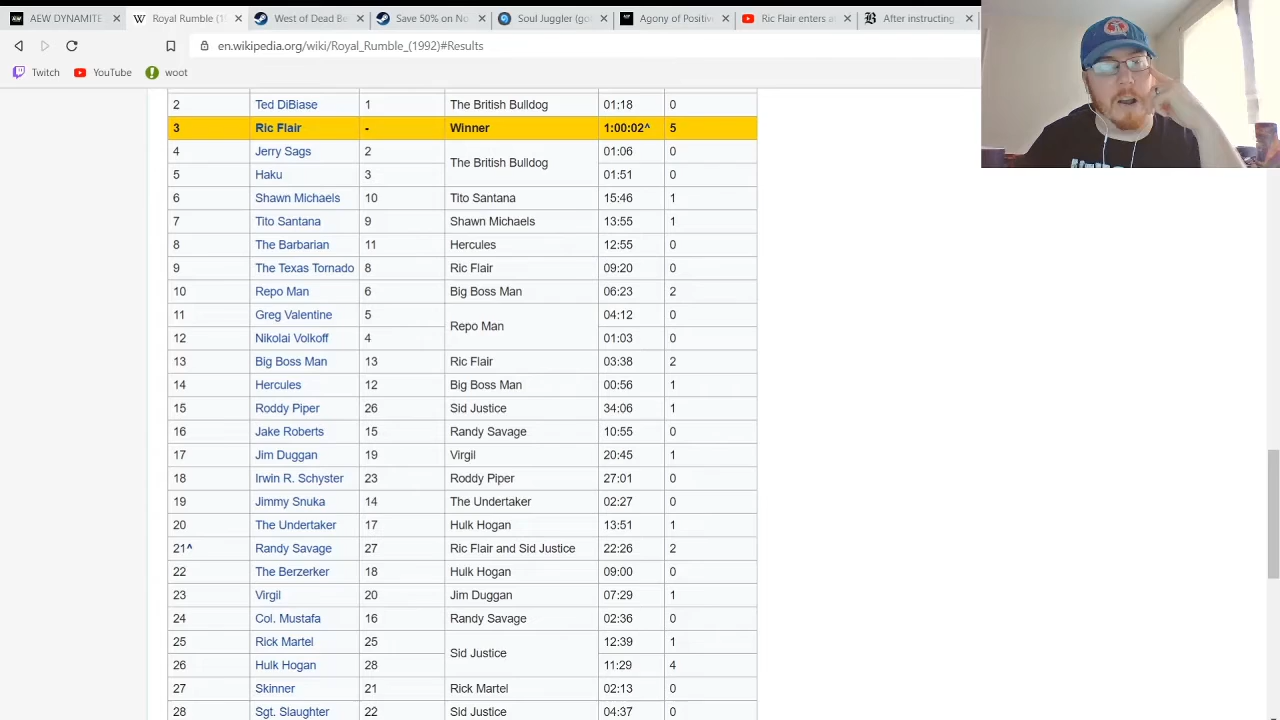 AEW DYNAMITE
Royal Rumble (1
West of Dead Be
Save 50% on No
Soul Juggler (go
Agony of Positive
Ric Flair enters a
After instructing
en.wikipedia.org/wiki/Royal_Rumble_(1992)#Results
Twitch YouTube woot
2 Ted DiBiase 1 The British Bulldog 01:18 0
3 Ric Flair - Winner 1:00:02^ 5
4 Jerry Sags 2 The British Bulldog 01:06 0
5 Haku 3 01:51 0
6 Shawn Michaels 10 Tito Santana 15:46 1
7 Tito Santana 9 Shawn Michaels 13:55 1
8 The Barbarian 11 Hercules 12:55 0
9 The Texas Tornado 8 Ric Flair 09:20 0
10 Repo Man 6 Big Boss Man 06:23 2
11 Greg Valentine 5 Repo Man 04:12 0
12 Nikolai Volkoff 4 01:03 0
13 Big Boss Man 13 Ric Flair 03:38 2
14 Hercules 12 Big Boss Man 00:56 1
15 Roddy Piper 26 Sid Justice 34:06 1
16 Jake Roberts 15 Randy Savage 10:55 0
17 Jim Duggan 19 Virgil 20:45 1
18 Irwin R. Schyster 23 Roddy Piper 27:01 0
19 Jimmy Snuka 14 The Undertaker 02:27 0
20 The Undertaker 17 Hulk Hogan 13:51 1
21^ Randy Savage 27 Ric Flair and Sid Justice 22:26 2
22 The Berzerker 18 Hulk Hogan 09:00 0
23 Virgil 20 Jim Duggan 07:29 1
24 Col. Mustafa 16 Randy Savage 02:36 0
25 Rick Martel 25 Sid Justice 12:39 1
26 Hulk Hogan 28 11:29 4
27 Skinner 21 Rick Martel 02:13 0
28 Sgt. Slaughter 22 Sid Justice 04:37 0